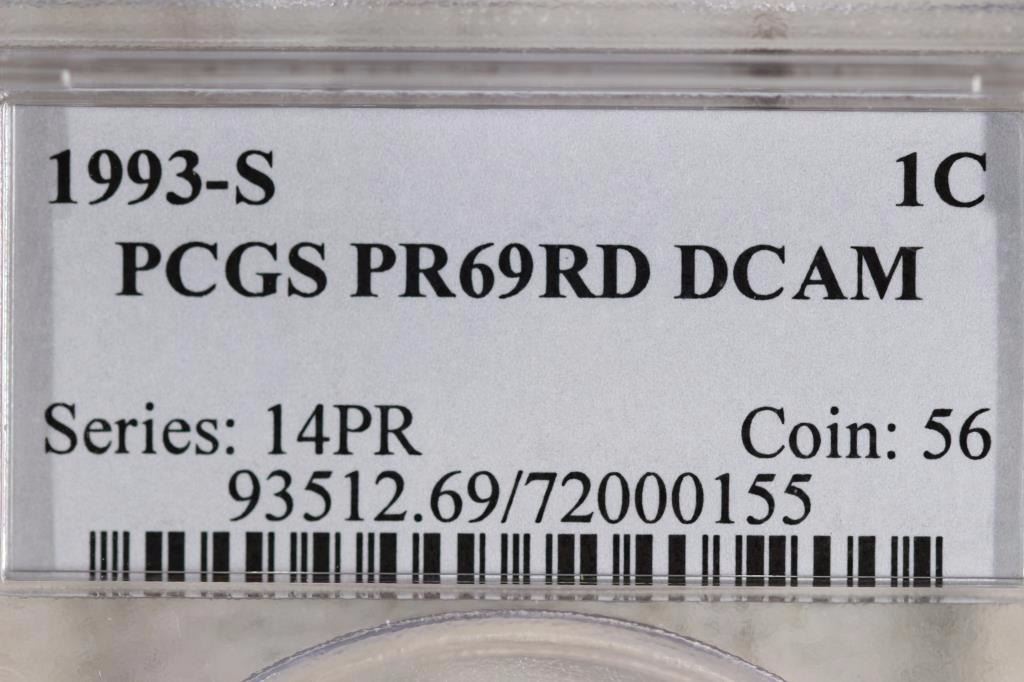 1993-S 1C
PCGS PR69RD DCAM
Series: 14PR Coin: 56
93512.69/72000155